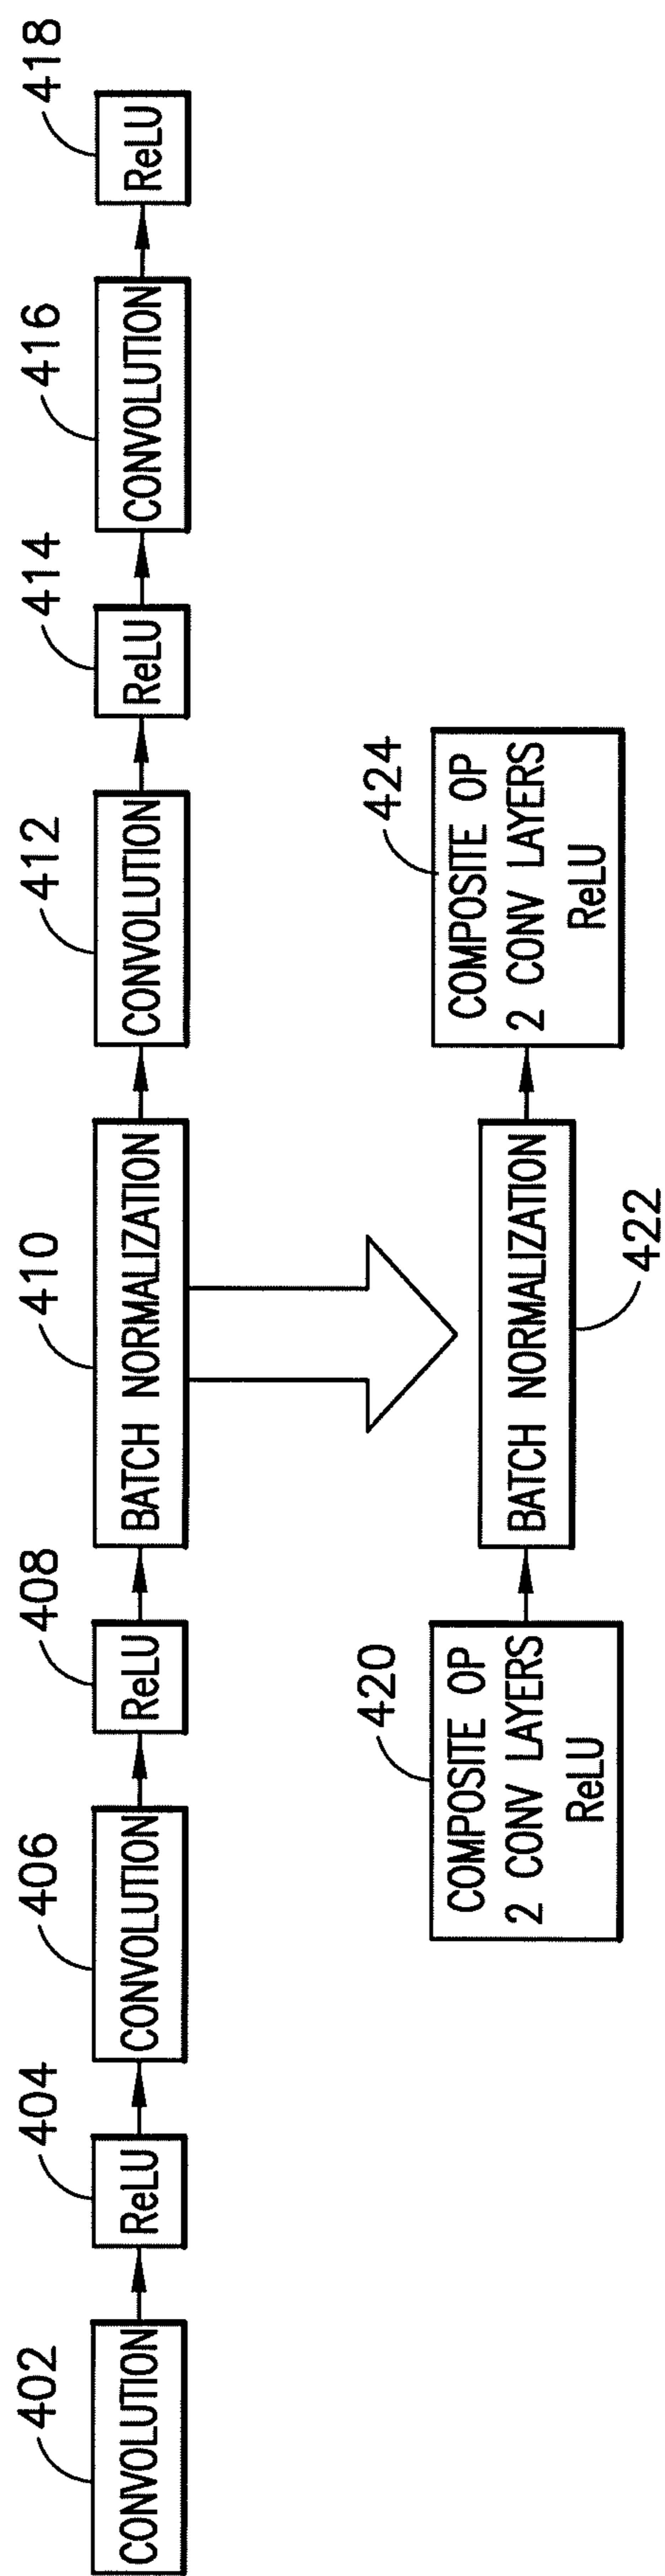 402
CONVOLUTION
404
ReLU
406
CONVOLUTION
408
ReLU
410
BATCH NORMALIZATION
412
CONVOLUTION
414
ReLU
416
CONVOLUTION
418
ReLU
420
COMPOSITE OP
2 CONV LAYERS
ReLU
BATCH NORMALIZATION
422
424
COMPOSITE OP
2 CONV LAYERS
ReLU